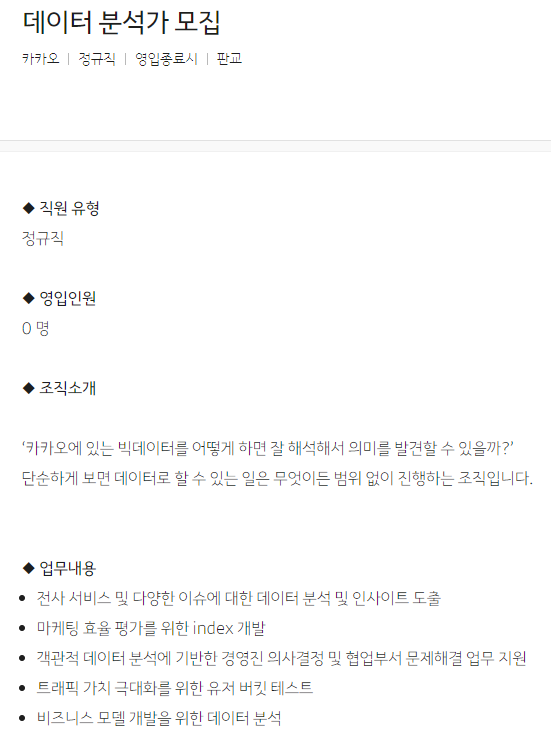 데이터 분석가 모집
카카오 | 정규직 | 영입종료시 | 판교
◆ 직원 유형
정규직
◆ 영입인원
0 명
◆ 조직소개
‘카카오에 있는 빅데이터를 어떻게 하면 잘 해석해서 의미를 발견할 수 있을까?’
단순하게 보면 데이터로 할 수 있는 일은 무엇이든 범위 없이 진행하는 조직입니다.
◆ 업무내용
• 전사 서비스 및 다양한 이슈에 대한 데이터 분석 및 인사이트 도출
• 마케팅 효율 평가를 위한 index 개발
• 객관적 데이터 분석에 기반한 경영진 의사결정 및 협업부서 문제해결 업무 지원
• 트래픽 가치 극대화를 위한 유저 버킷 테스트
• 비즈니스 모델 개발을 위한 데이터 분석